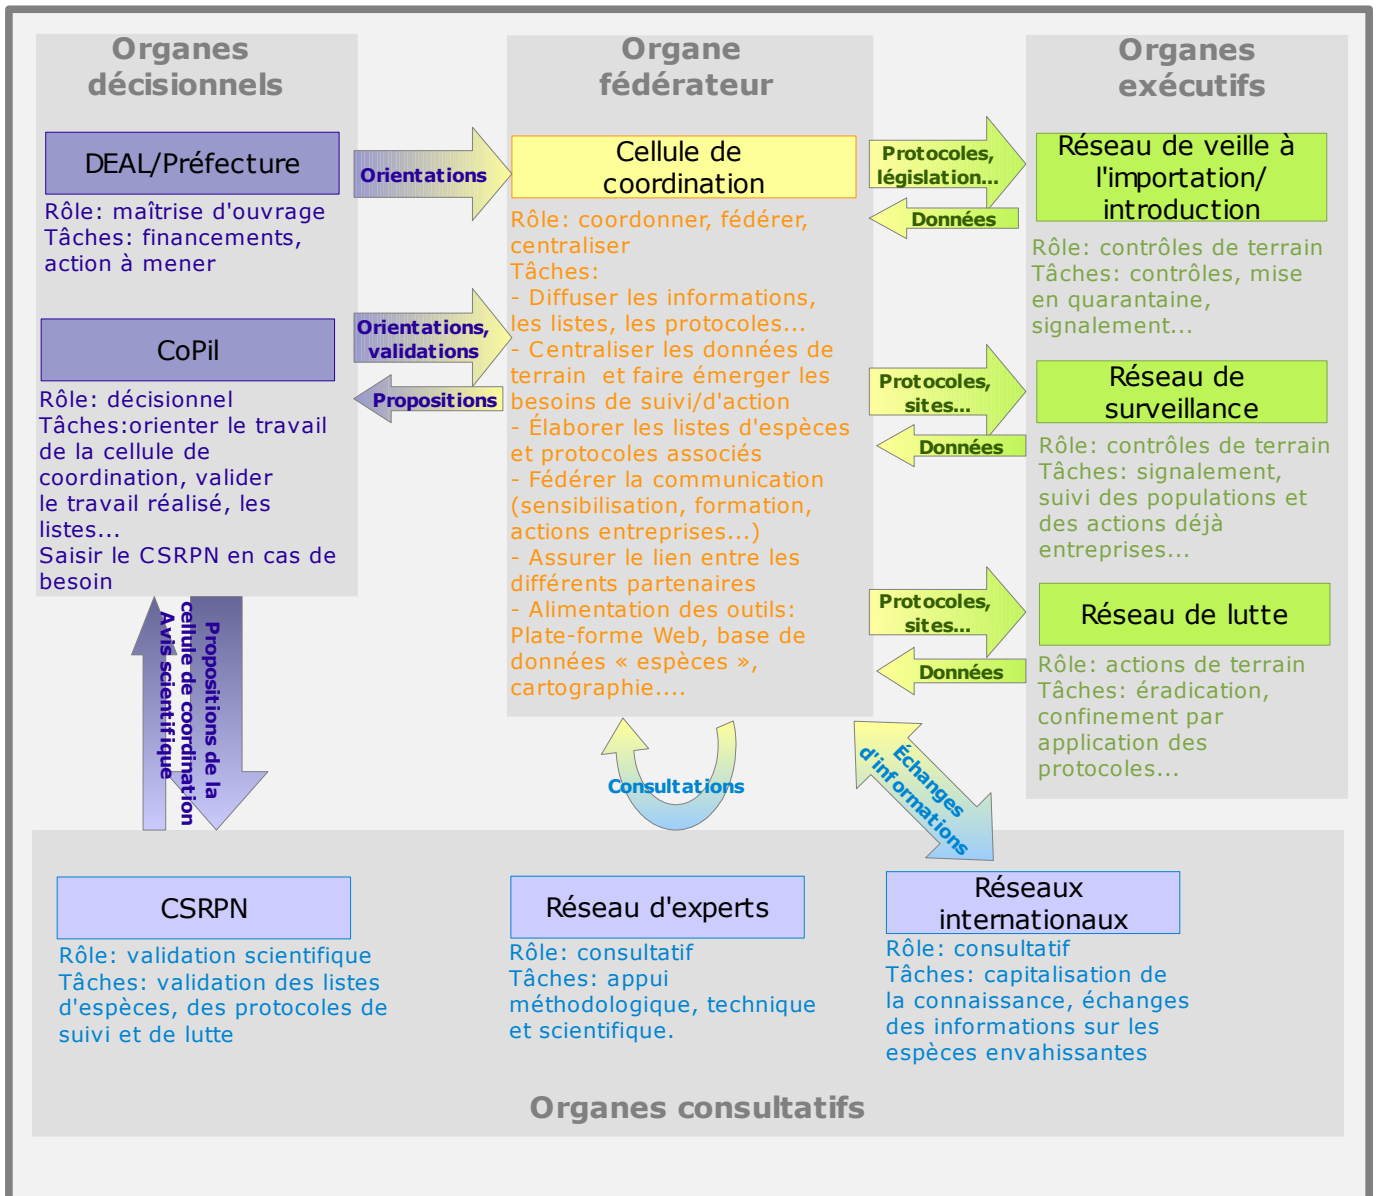 Organes
décisionnels
DEAL/Préfecture
Rôle: maîtrise d'ouvrage
Tâches: financements,
action à mener
CoPil
Rôle: décisionnel
Tâches:orienter le travail
de la cellule de
coordination, valider
le travail réalisé, les
listes...
Saisir le CSRPN en cas de
besoin
Orientations
Orientations,
validations
Propositions
Organe
fédérateur
Cellule de
coordination
Rôle: coordonner, fédérer,
centraliser
Tâches:
- Diffuser les informations,
les listes, les protocoles...
- Centraliser les données de
terrain et faire émerger les
besoins de suivi/d'action
- Élaborer les listes d'espèces
et protocoles associés
- Fédérer la communication
(sensibilisation, formation,
actions entreprises...)
- Assurer le lien entre les
différents partenaires
- Alimentation des outils:
Plate-forme Web, base de
données « espèces »,
cartographie....
Protocoles,
législation...
Données
Protocoles,
sites...
Données
Protocoles,
sites...
Données
Organes
exécutifs
Réseau de veille à
l'importation/
introduction
Rôle: contrôles de terrain
Tâches: contrôles, mise
en quarantaine,
signalement...
Réseau de
surveillance
Rôle: contrôles de terrain
Tâches: signalement,
suivi des populations et
des actions déjà
entreprises...
Réseau de lutte
Rôle: actions de terrain
Tâches: éradication,
confinement par
application des
protocoles...
Propositions de la
cellule de coordination
Avis scientifique
Consultations
Échanges
d'informations
CSRPN
Rôle: validation scientifique
Tâches: validation des listes
d'espèces, des protocoles de
suivi et de lutte
Réseau d'experts
Rôle: consultatif
Tâches: appui
méthodologique, technique
et scientifique.
Réseaux
internationaux
Rôle: consultatif
Tâches: capitalisation de
la connaissance, échanges
des informations sur les
espèces envahissantes
Organes consultatifs